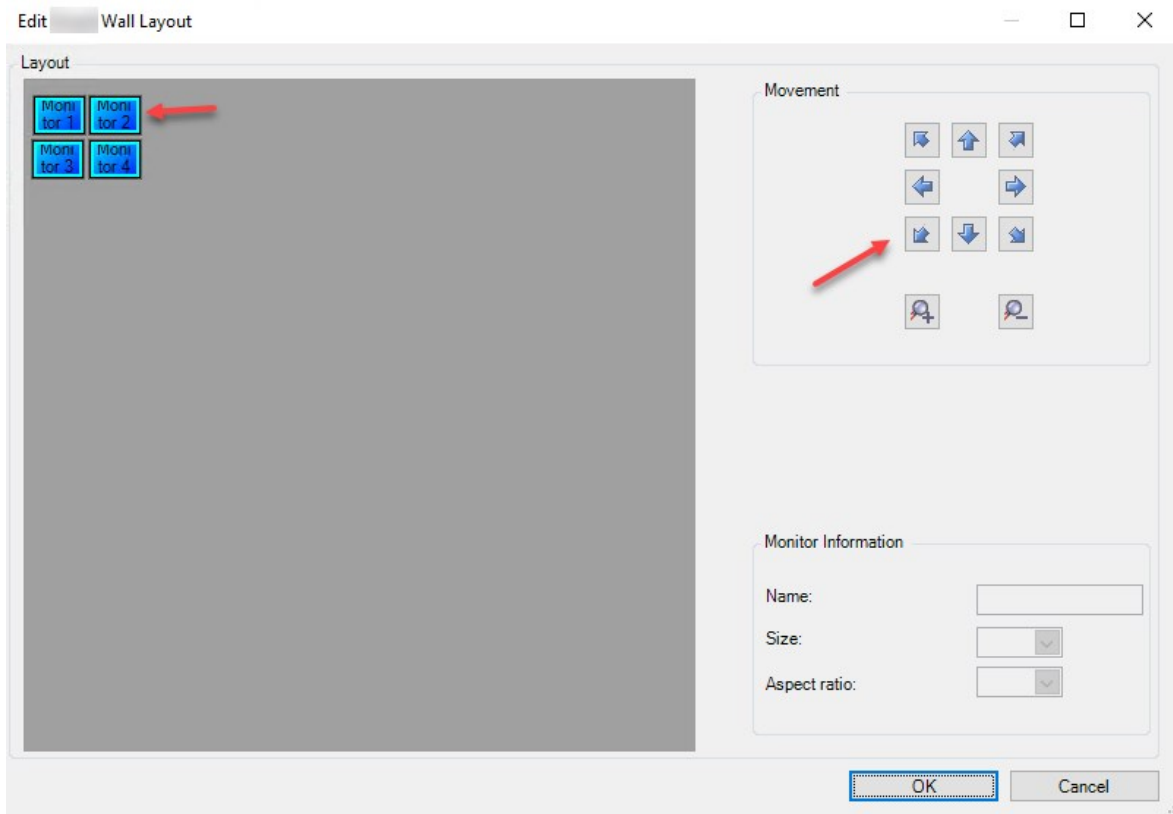 Edit Wall Layout
Layout
Moni
tor 1
Moni
tor 2
Moni
tor 3
Moni
tor 4
Movement
Monitor Information
Name:
Size:
Aspect ratio:
OK
Cancel